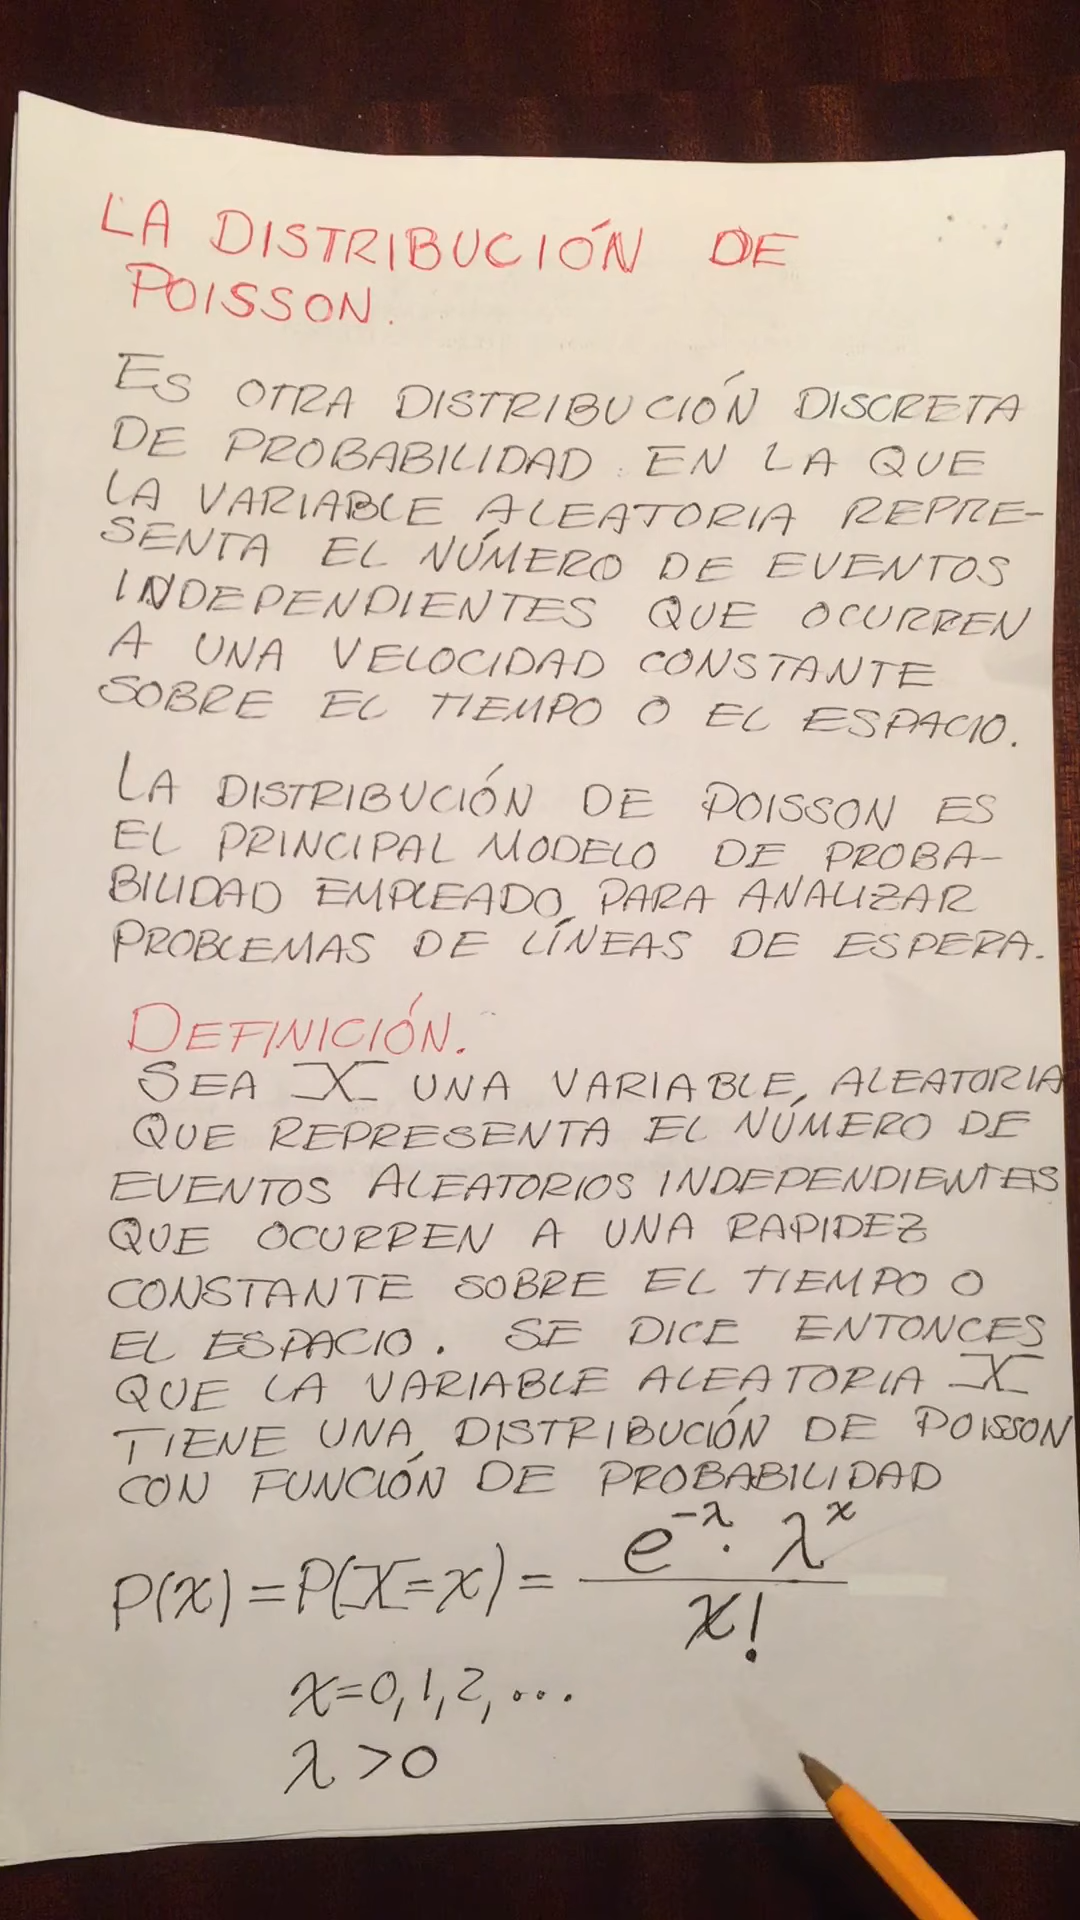 LA DISTRIBUCIÓN DE
POISSON.
ES OTRA DISTRIBUCIÓN DISCRETA
DE PROBABILIDAD EN LA QUE
LA VARIABLE ALEATORIA REPRE-
SENTA EL NÚMERO DE EVENTOS
INDEPENDIENTES QUE OCURREN
A UNA VELOCIDAD CONSTANTE
SOBRE EL TIEMPO O EL ESPACIO.
LA DISTRIBUCIÓN DE POISSON ES
EL PRINCIPAL MODELO DE PROBA-
BILIDAD EMPLEADO PARA ANALIZAR
PROBLEMAS DE LÍNEAS DE ESPERA.
DEFINICIÓN.
SEA X UNA VARIABLE ALEATORIA
QUE REPRESENTA EL NÚMERO DE
EVENTOS ALEATORIOS INDEPENDIENTES
QUE OCURREN A UNA RAPIDEZ
CONSTANTE SOBRE EL TIEMPO O
EL ESPACIO. SE DICE ENTONCES
QUE LA VARIABLE ALEATORIA X
TIENE UNA DISTRIBUCIÓN DE POISSON
CON FUNCIÓN DE PROBABILIDAD
P(x) = P(X=x) = e^-λ · λ^x / x!
x=0,1,2,...
λ >0